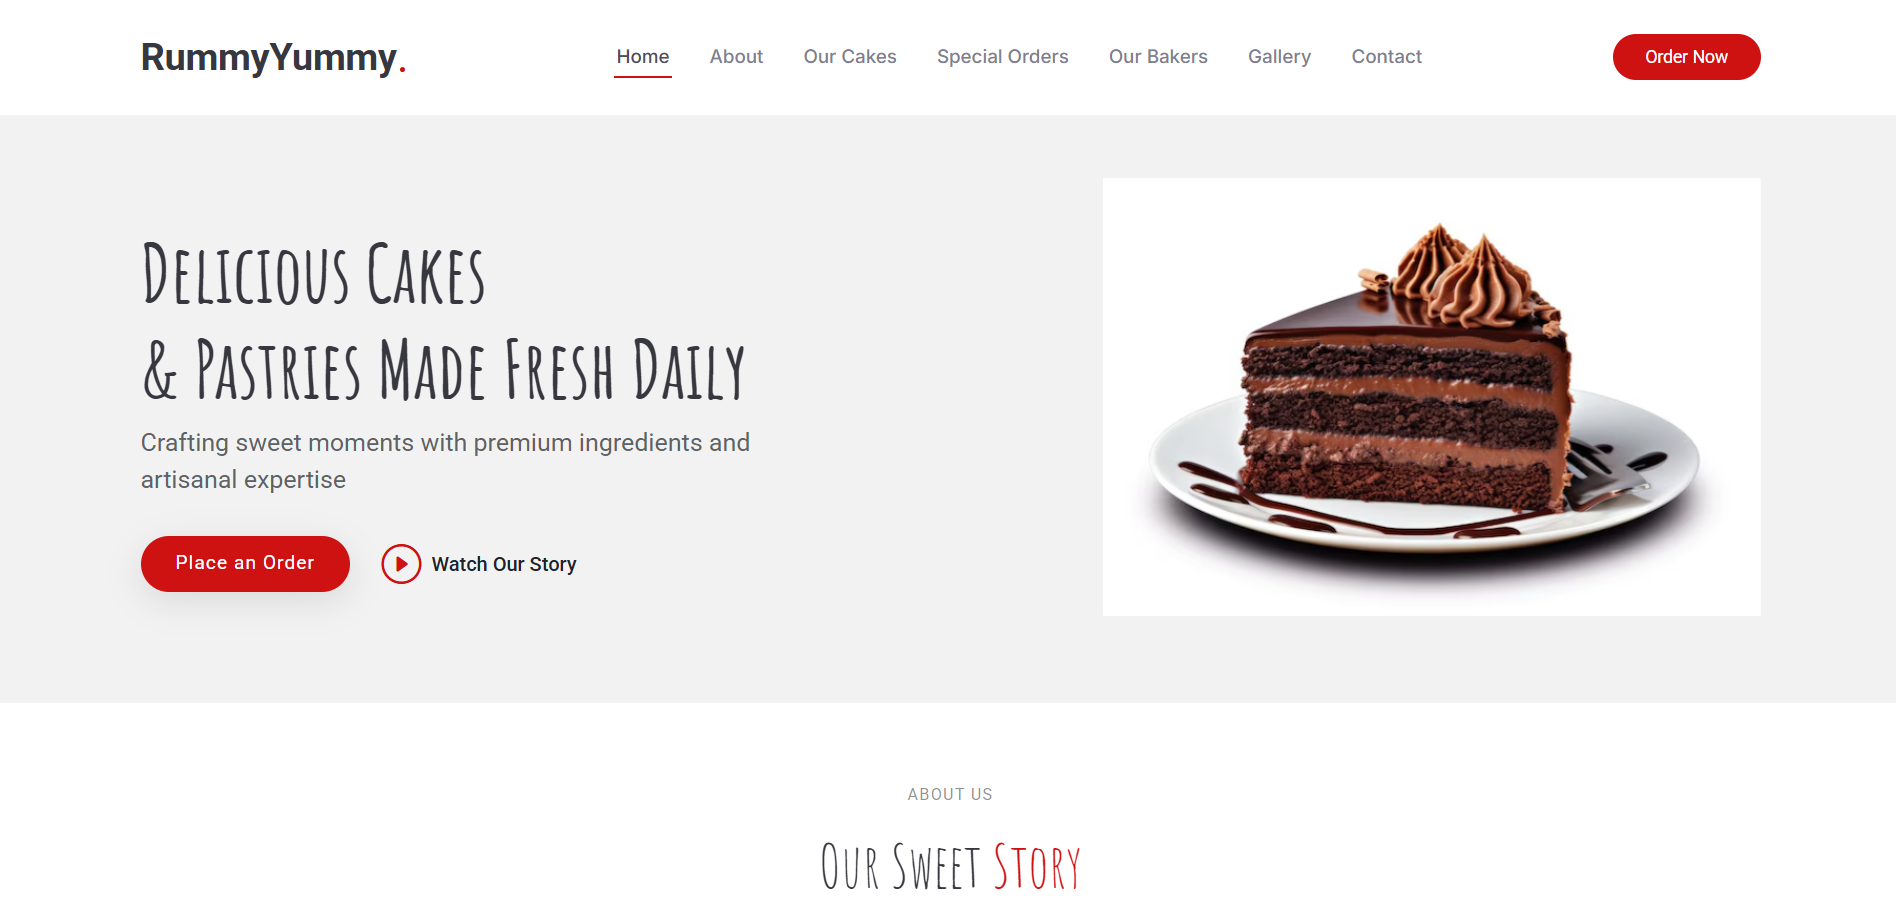 RummyYummy.
Home
About
Our Cakes
Special Orders
Our Bakers
Gallery
Contact
Order Now
Delicious Cakes
& Pastries Made Fresh Daily
Crafting sweet moments with premium ingredients and
artisanal expertise
Place an Order
Watch Our Story
ABOUT US
Our Sweet Story